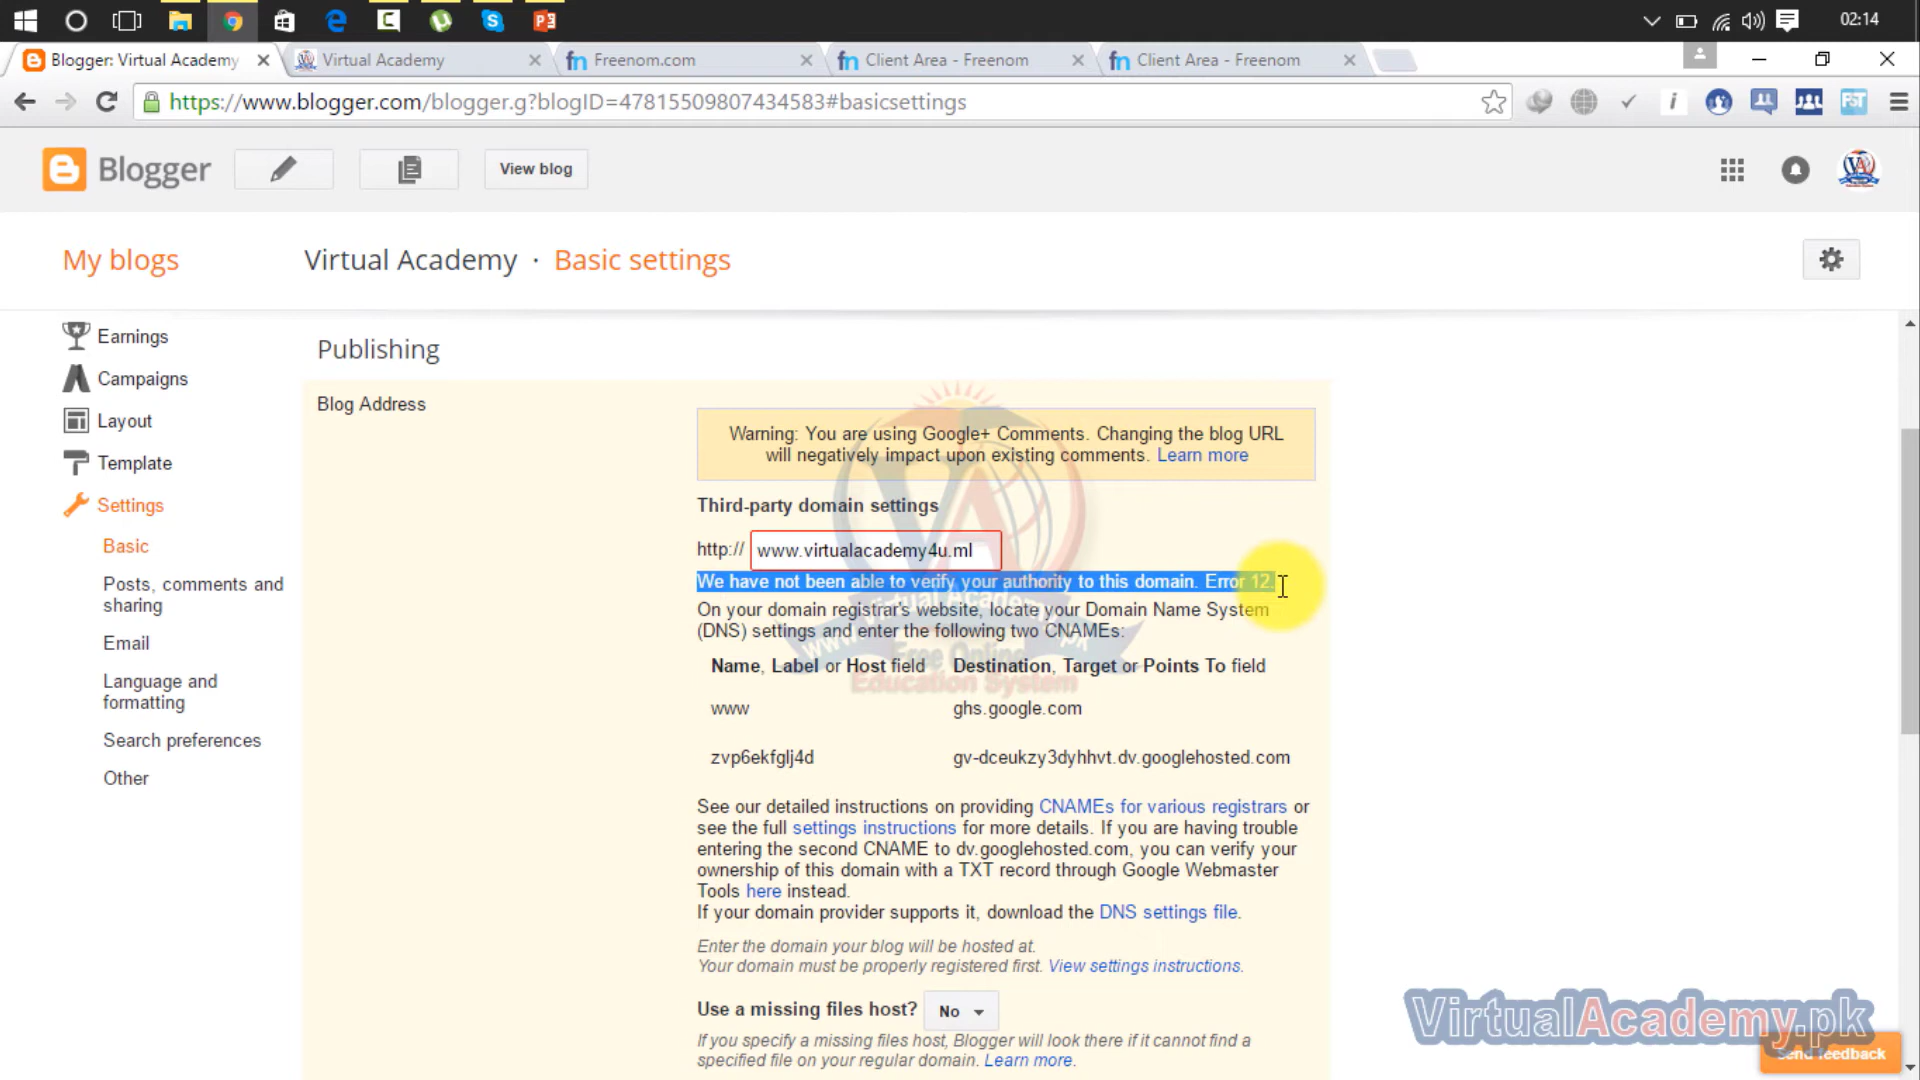 02:14
Blogger: Virtual Academy
Virtual Academy
Freenom.com
Client Area - Freenom
Client Area - Freenom
https://www.blogger.com/blogger.g?blogID=47815509807434583#basicsettings
FST
Blogger
View blog
My blogs
Virtual Academy · Basic settings
Earnings
Campaigns
Layout
Template
Settings
Basic
Posts, comments and
sharing
Email
Language and
formatting
Search preferences
Other
Publishing
Blog Address
Warning: You are using Google+ Comments. Changing the blog URL
will negatively impact upon existing comments. Learn more
Third-party domain settings
http:// www.virtualacademy4u.ml
We have not been able to verify your authority to this domain. Error 12.
On your domain registrar's website, locate your Domain Name System
(DNS) settings and enter the following two CNAMEs:
Name, Label or Host field Destination, Target or Points To field
www ghs.google.com
zvp6ekfglj4d gv-dceukzy3dyhhvt.dv.googlehosted.com
See our detailed instructions on providing CNAMEs for various registrars or
see the full settings instructions for more details. If you are having trouble
entering the second CNAME to dv.googlehosted.com, you can verify your
ownership of this domain with a TXT record through Google Webmaster
Tools here instead.
If your domain provider supports it, download the DNS settings file.
Enter the domain your blog will be hosted at.
Your domain must be properly registered first. View settings instructions.
Use a missing files host? No
If you specify a missing files host, Blogger will look there if it cannot find a
specified file on your regular domain. Learn more.
VA
www.VirtualAcademy.pk
Free Online
Education System
VirtualAcademy.pk
Send feedback